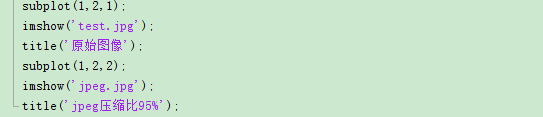 subplot(1,2,1);
imshow('test.jpg');
title('原始图像');
subplot(1,2,2);
imshow('jpeg.jpg');
title('jpeg压缩比95%');